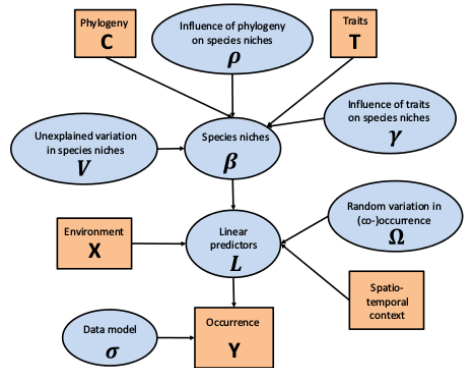 Phylogeny
C
Influence of phylogeny
on species niches
ρ
Traits
T
Unexplained variation
in species niches
V
Species niches
β
Influence of traits
on species niches
γ
Environment
X
Linear
predictors
L
Random variation in
(co-)occurrence
Ω
Spatio-
temporal
context
Data model
σ
Occurrence
Y